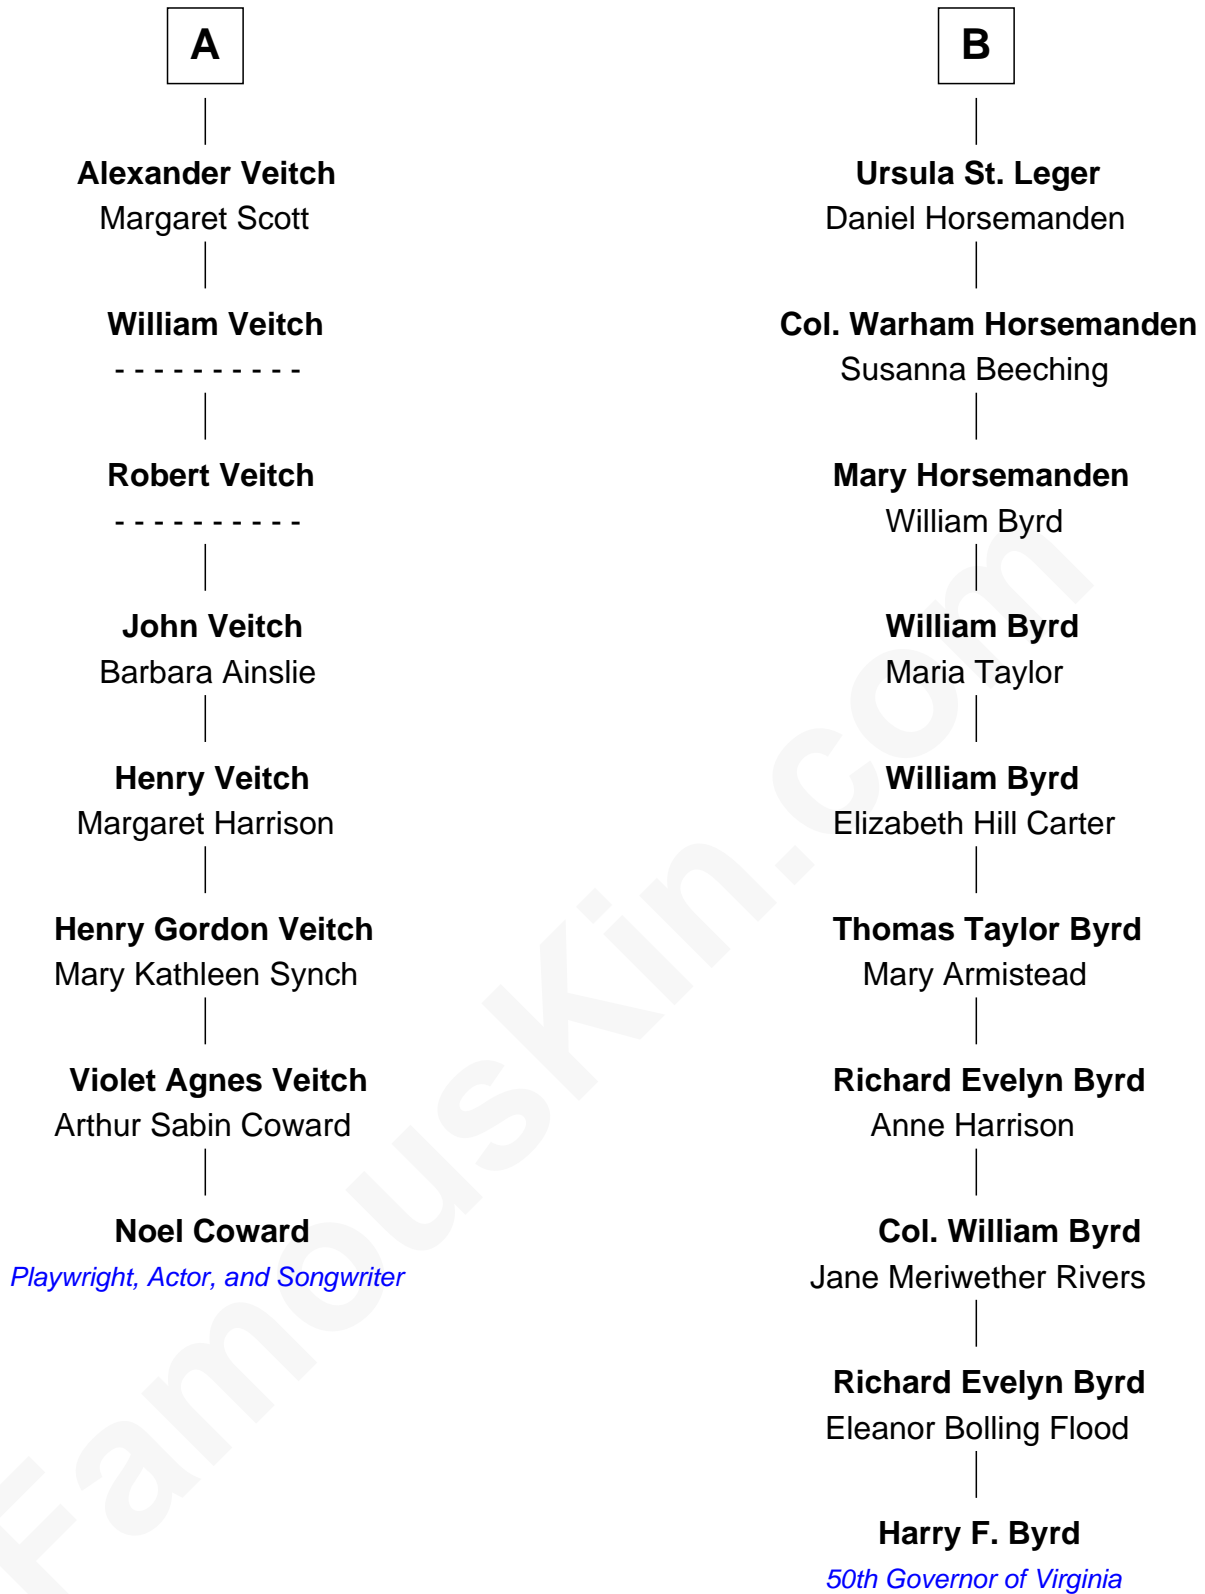 A
Alexander Veitch
Margaret Scott
William Veitch
- - - - - - - - - -
Robert Veitch
- - - - - - - - - -
John Veitch
Barbara Ainslie
Henry Veitch
Margaret Harrison
Henry Gordon Veitch
Mary Kathleen Synch
Violet Agnes Veitch
Arthur Sabin Coward
Noel Coward
Playwright, Actor, and Songwriter
B
Ursula St. Leger
Daniel Horsemanden
Col. Warham Horsemanden
Susanna Beeching
Mary Horsemanden
William Byrd
William Byrd
Maria Taylor
William Byrd
Elizabeth Hill Carter
Thomas Taylor Byrd
Mary Armistead
Richard Evelyn Byrd
Anne Harrison
Col. William Byrd
Jane Meriwether Rivers
Richard Evelyn Byrd
Eleanor Bolling Flood
Harry F. Byrd
50th Governor of Virginia
FamousKin.com